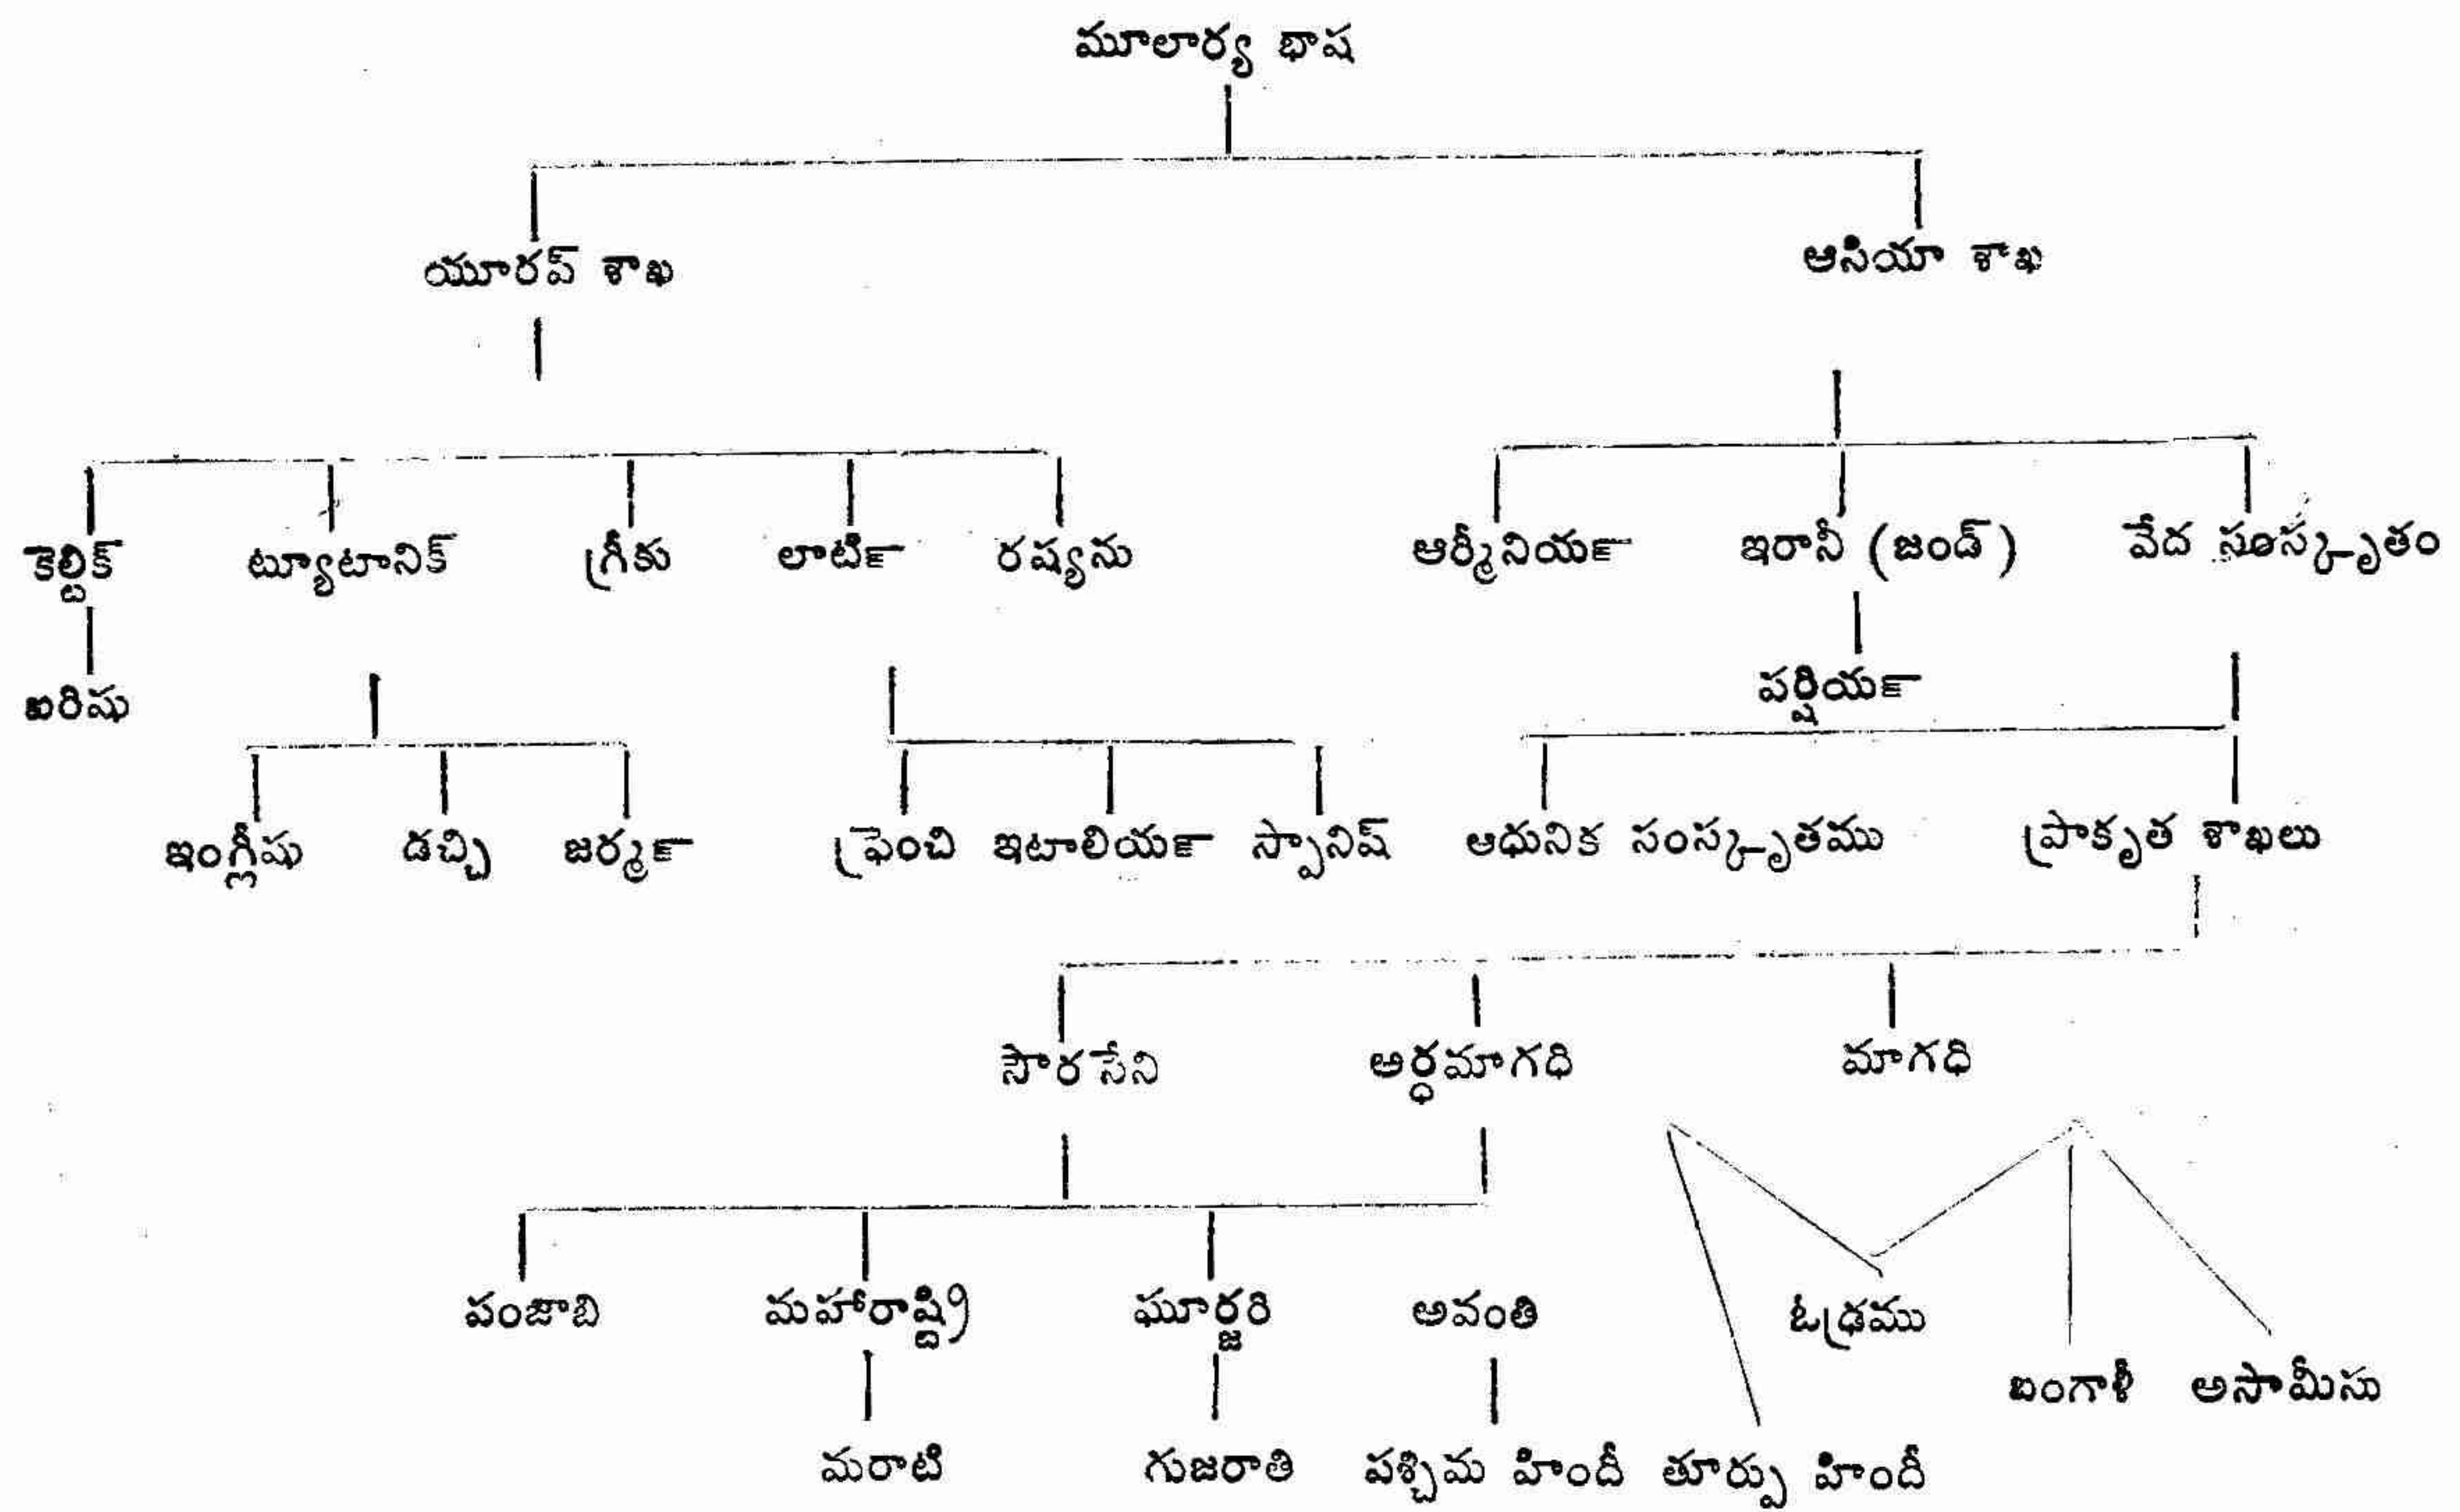 మూలార్య భాష
యూరప్ శాఖ ఆసియా శాఖ
కెల్టిక్ ట్యూటానిక్ గ్రీకు లాటిన్ రష్యను ఆర్మీనియన్ ఇరానీ (జండ్) వేద సంస్కృతం
ఐరిషు పర్షియన్
ఇంగ్లీషు డచ్చి జర్మన్ ఫ్రెంచి ఇటాలియన్ స్పానిష్ ఆధునిక సంస్కృతము ప్రాకృత శాఖలు
సౌరసేని అర్ధమాగధి మాగధి
పంజాబి మహారాష్ట్రి ఘూర్జరి అవంతి ఓఢ్రము
బంగాళీ అసామీసు
మరాటి గుజరాతి పశ్చిమ హిందీ తూర్పు హిందీ